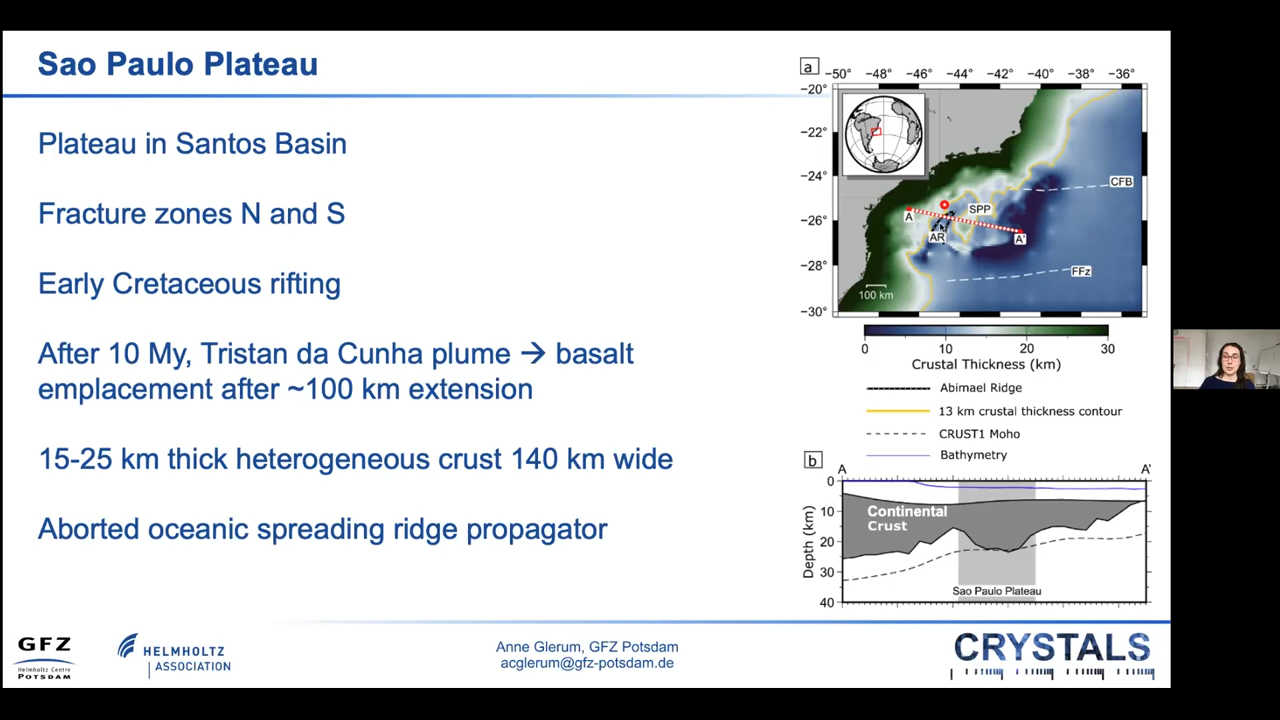 Sao Paulo Plateau
Plateau in Santos Basin
Fracture zones N and S
Early Cretaceous rifting
After 10 My, Tristan da Cunha plume → basalt
emplacement after ~100 km extension
15-25 km thick heterogeneous crust 140 km wide
Aborted oceanic spreading ridge propagator
a
−50° −48° −46° −44° −42° −40° −38° −36°
−20°
−22°
−24°
−26°
−28°
−30°
CFB
SPP
A
AR
A'
FFz
100 km
0 10 20 30
Crustal Thickness (km)
Abimael Ridge
13 km crustal thickness contour
CRUST1 Moho
Bathymetry
b
A A'
0
10
20
30
40
Depth (km)
Continental
Crust
Sao Paulo Plateau
GFZ
Helmholtz Centre
POTSDAM
HELMHOLTZ
ASSOCIATION
Anne Glerum, GFZ Potsdam
acglerum@gfz-potsdam.de
CRYSTALS